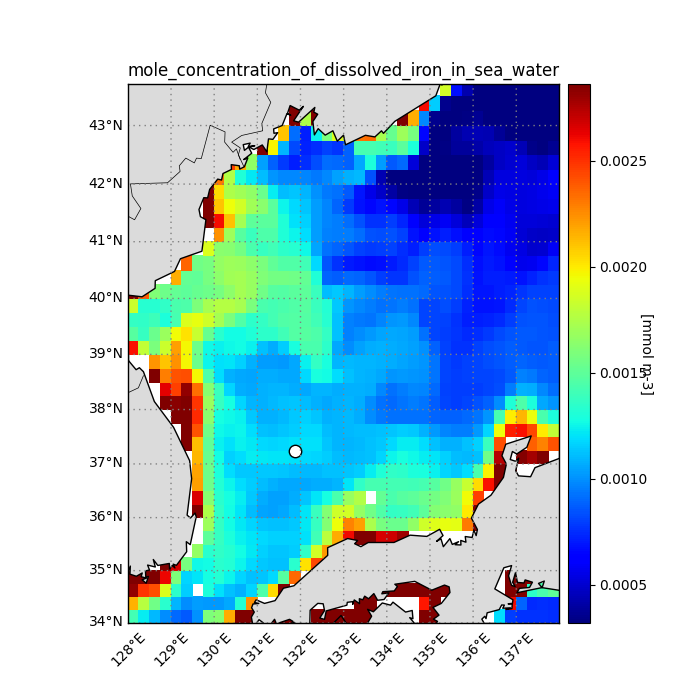 mole_concentration_of_dissolved_iron_in_sea_water
43°N
42°N
41°N
40°N
39°N
38°N
37°N
36°N
35°N
34°N
128°E
129°E
130°E
131°E
132°E
133°E
134°E
135°E
136°E
137°E
0.0025
0.0020
0.0015
0.0010
0.0005
[mmol m-3]